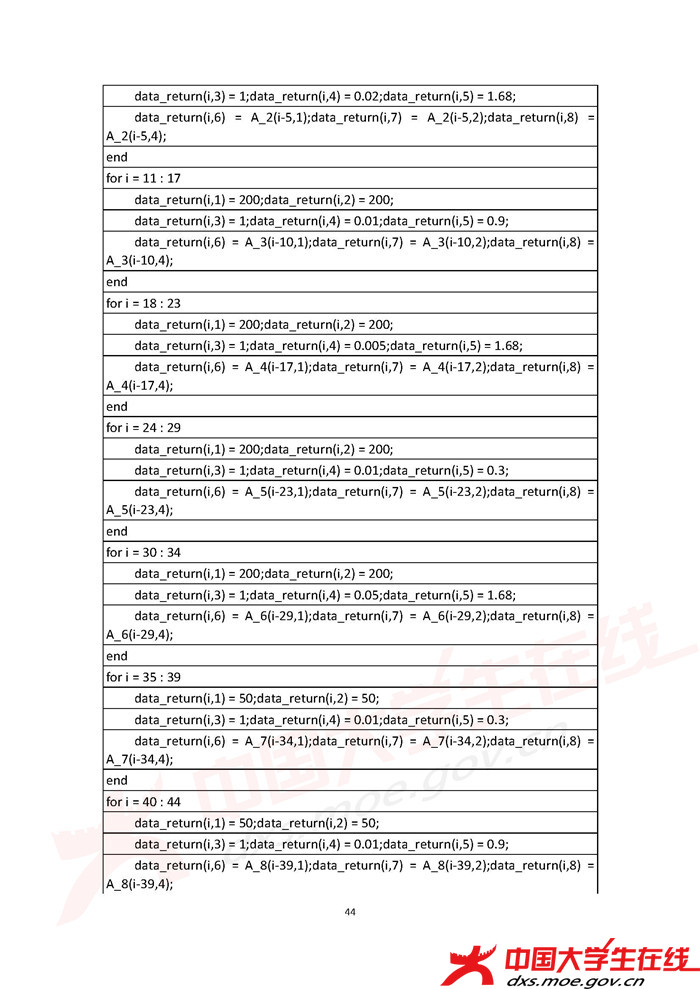 data_return(i,3) = 1;data_return(i,4) = 0.02;data_return(i,5) = 1.68;
data_return(i,6) = A_2(i-5,1);data_return(i,7) = A_2(i-5,2);data_return(i,8) =
A_2(i-5,4);
end
for i = 11 : 17
data_return(i,1) = 200;data_return(i,2) = 200;
data_return(i,3) = 1;data_return(i,4) = 0.01;data_return(i,5) = 0.9;
data_return(i,6) = A_3(i-10,1);data_return(i,7) = A_3(i-10,2);data_return(i,8) =
A_3(i-10,4);
end
for i = 18 : 23
data_return(i,1) = 200;data_return(i,2) = 200;
data_return(i,3) = 1;data_return(i,4) = 0.005;data_return(i,5) = 1.68;
data_return(i,6) = A_4(i-17,1);data_return(i,7) = A_4(i-17,2);data_return(i,8) =
A_4(i-17,4);
end
for i = 24 : 29
data_return(i,1) = 200;data_return(i,2) = 200;
data_return(i,3) = 1;data_return(i,4) = 0.01;data_return(i,5) = 0.3;
data_return(i,6) = A_5(i-23,1);data_return(i,7) = A_5(i-23,2);data_return(i,8) =
A_5(i-23,4);
end
for i = 30 : 34
data_return(i,1) = 200;data_return(i,2) = 200;
data_return(i,3) = 1;data_return(i,4) = 0.05;data_return(i,5) = 1.68;
data_return(i,6) = A_6(i-29,1);data_return(i,7) = A_6(i-29,2);data_return(i,8) =
A_6(i-29,4);
end
for i = 35 : 39
data_return(i,1) = 50;data_return(i,2) = 50;
data_return(i,3) = 1;data_return(i,4) = 0.01;data_return(i,5) = 0.3;
data_return(i,6) = A_7(i-34,1);data_return(i,7) = A_7(i-34,2);data_return(i,8) =
A_7(i-34,4);
end
for i = 40 : 44
data_return(i,1) = 50;data_return(i,2) = 50;
data_return(i,3) = 1;data_return(i,4) = 0.01;data_return(i,5) = 0.9;
data_return(i,6) = A_8(i-39,1);data_return(i,7) = A_8(i-39,2);data_return(i,8) =
A_8(i-39,4);
中国大学生在线
dxs.moe.gov.cn
44
中国大学生在线
dxs.moe.gov.cn